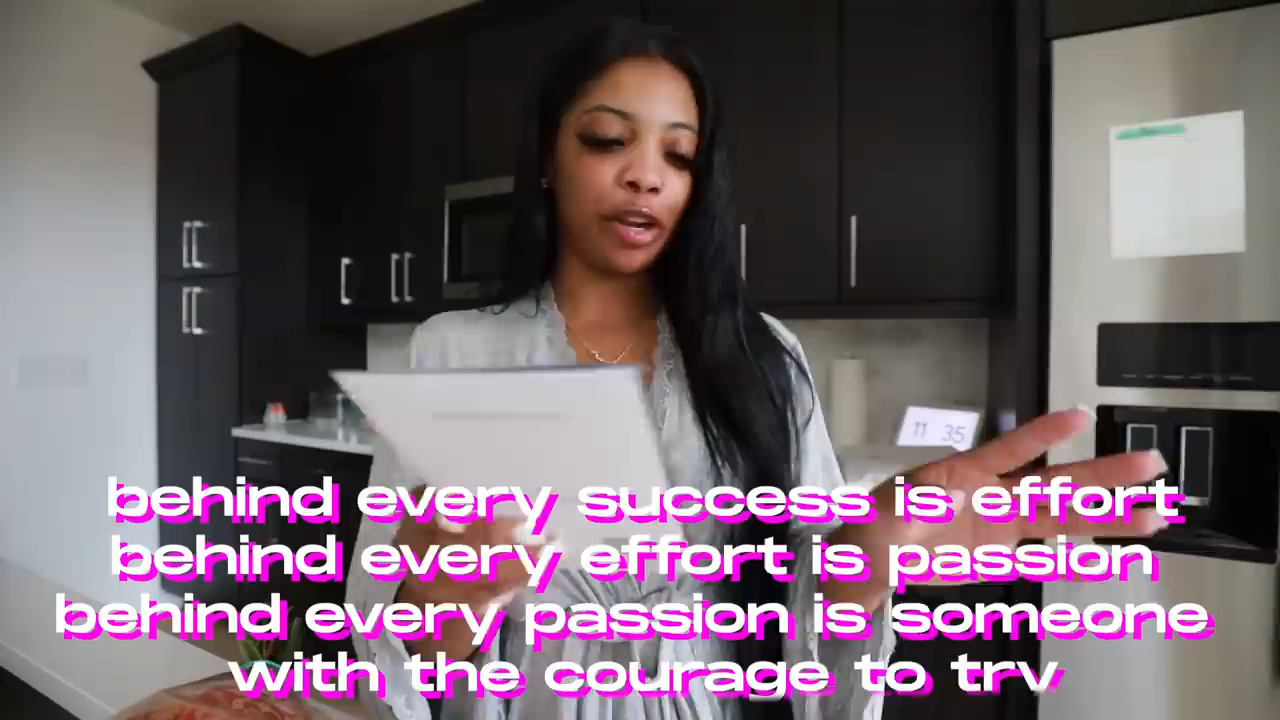 11 35
behind every success is effort
behind every effort is passion
behind every passion is someone
with the courage to try